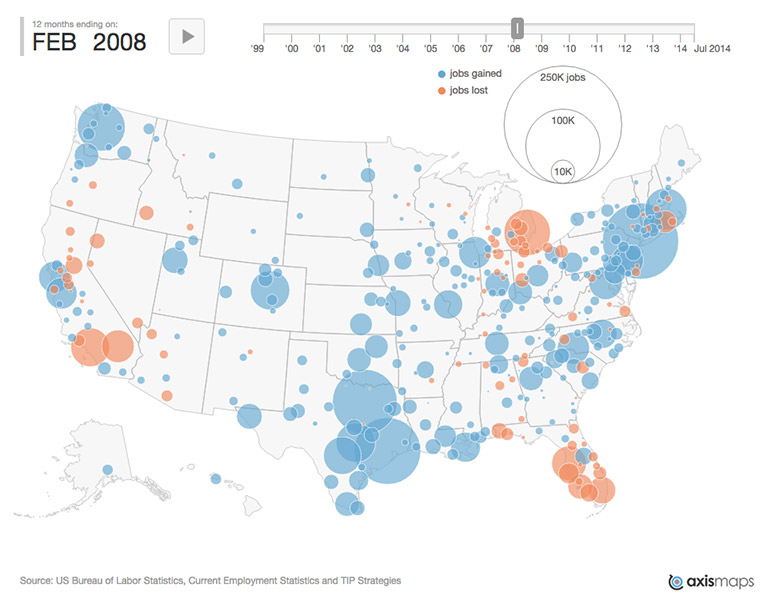 12 months ending on:
FEB 2008
'99 '00 '01 '02 '03 '04 '05 '06 '07 '08 '09 '10 '11 '12 '13 '14 Jul 2014
jobs gained
jobs lost
250K jobs
100K
10K
Source: US Bureau of Labor Statistics, Current Employment Statistics and TIP Strategies
axismaps